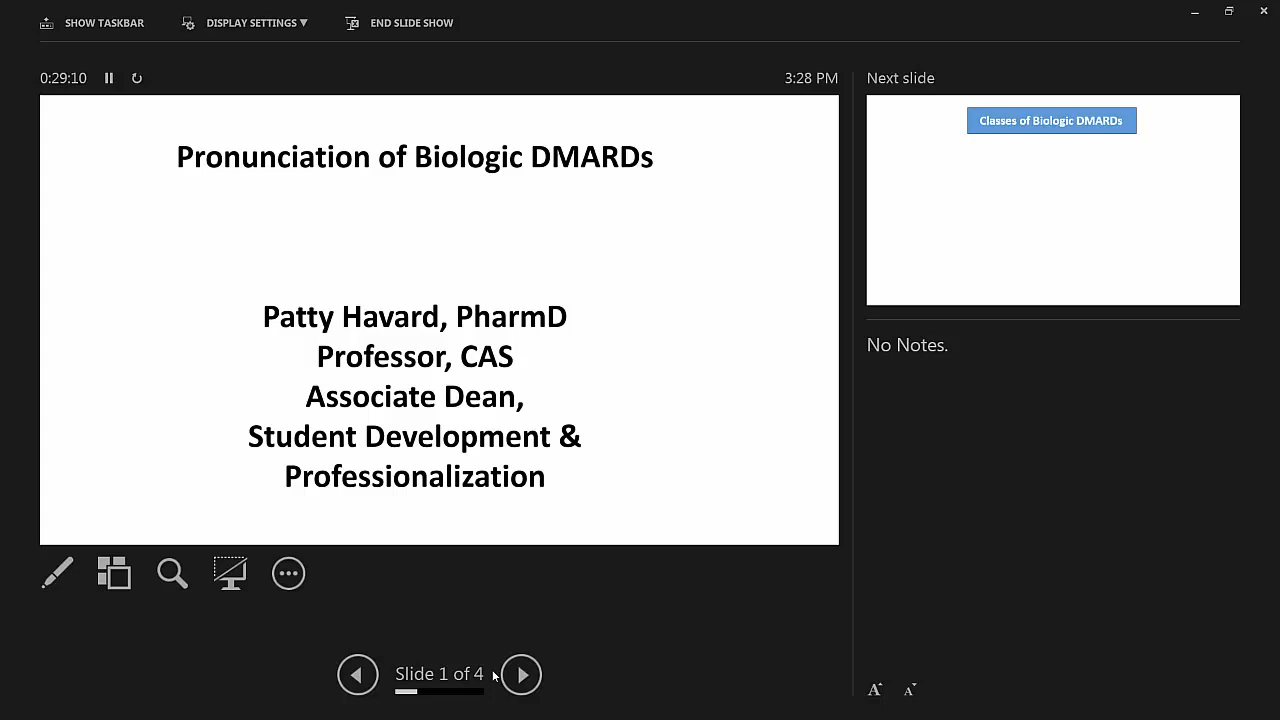 SHOW TASKBAR
DISPLAY SETTINGS ▼
END SLIDE SHOW
0:29:10
3:28 PM
Pronunciation of Biologic DMARDs
Patty Havard, PharmD
Professor, CAS
Associate Dean,
Student Development &
Professionalization
Slide 1 of 4
Next slide
Classes of Biologic DMARDs
No Notes.
A A